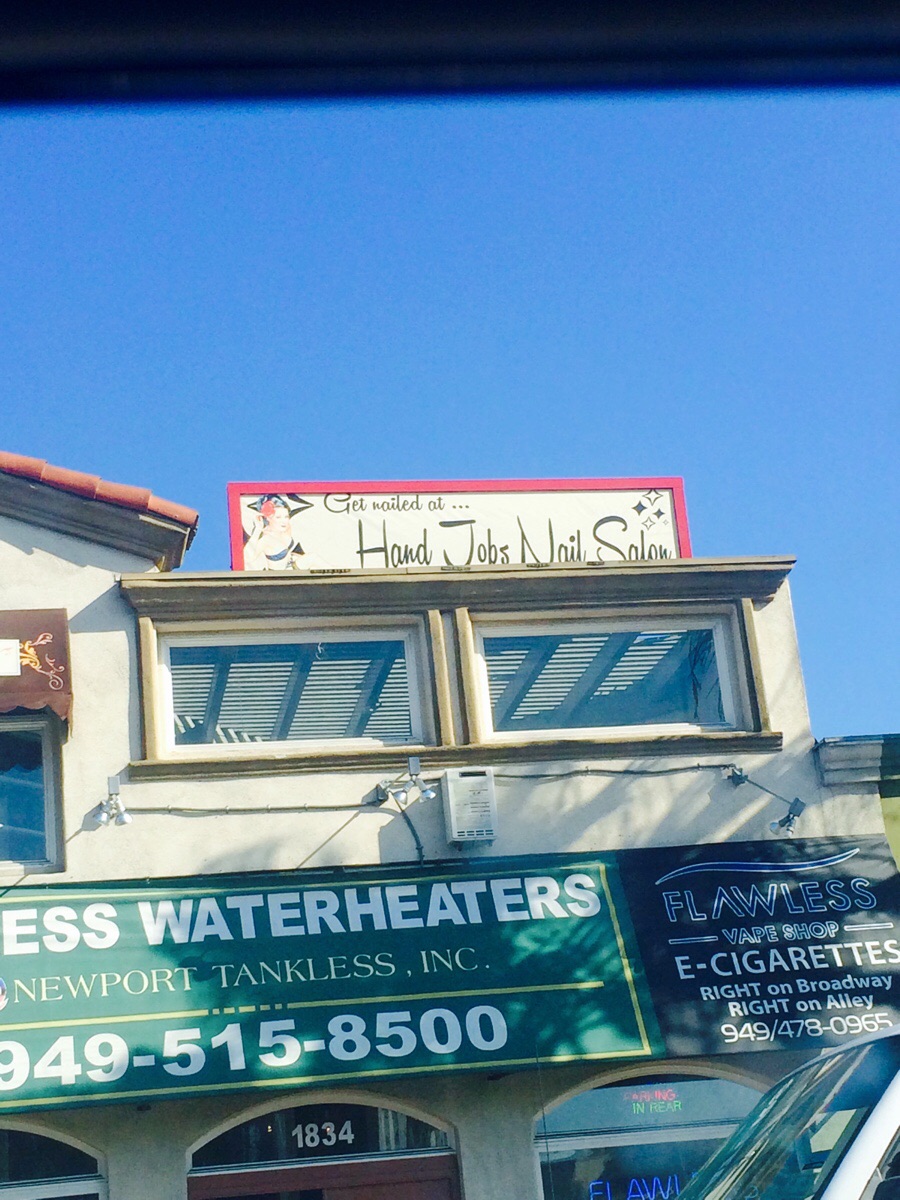 Get nailed at ...
Hand Jobs Nail Salon
ESS WATERHEATERS
NEWPORT TANKLESS, INC.
949-515-8500
FLAWLESS
VAPE SHOP
E-CIGARETTES
RIGHT on Broadway
RIGHT on Alley
949/478-0965
1834
PARKING
IN REAR
FLAWL